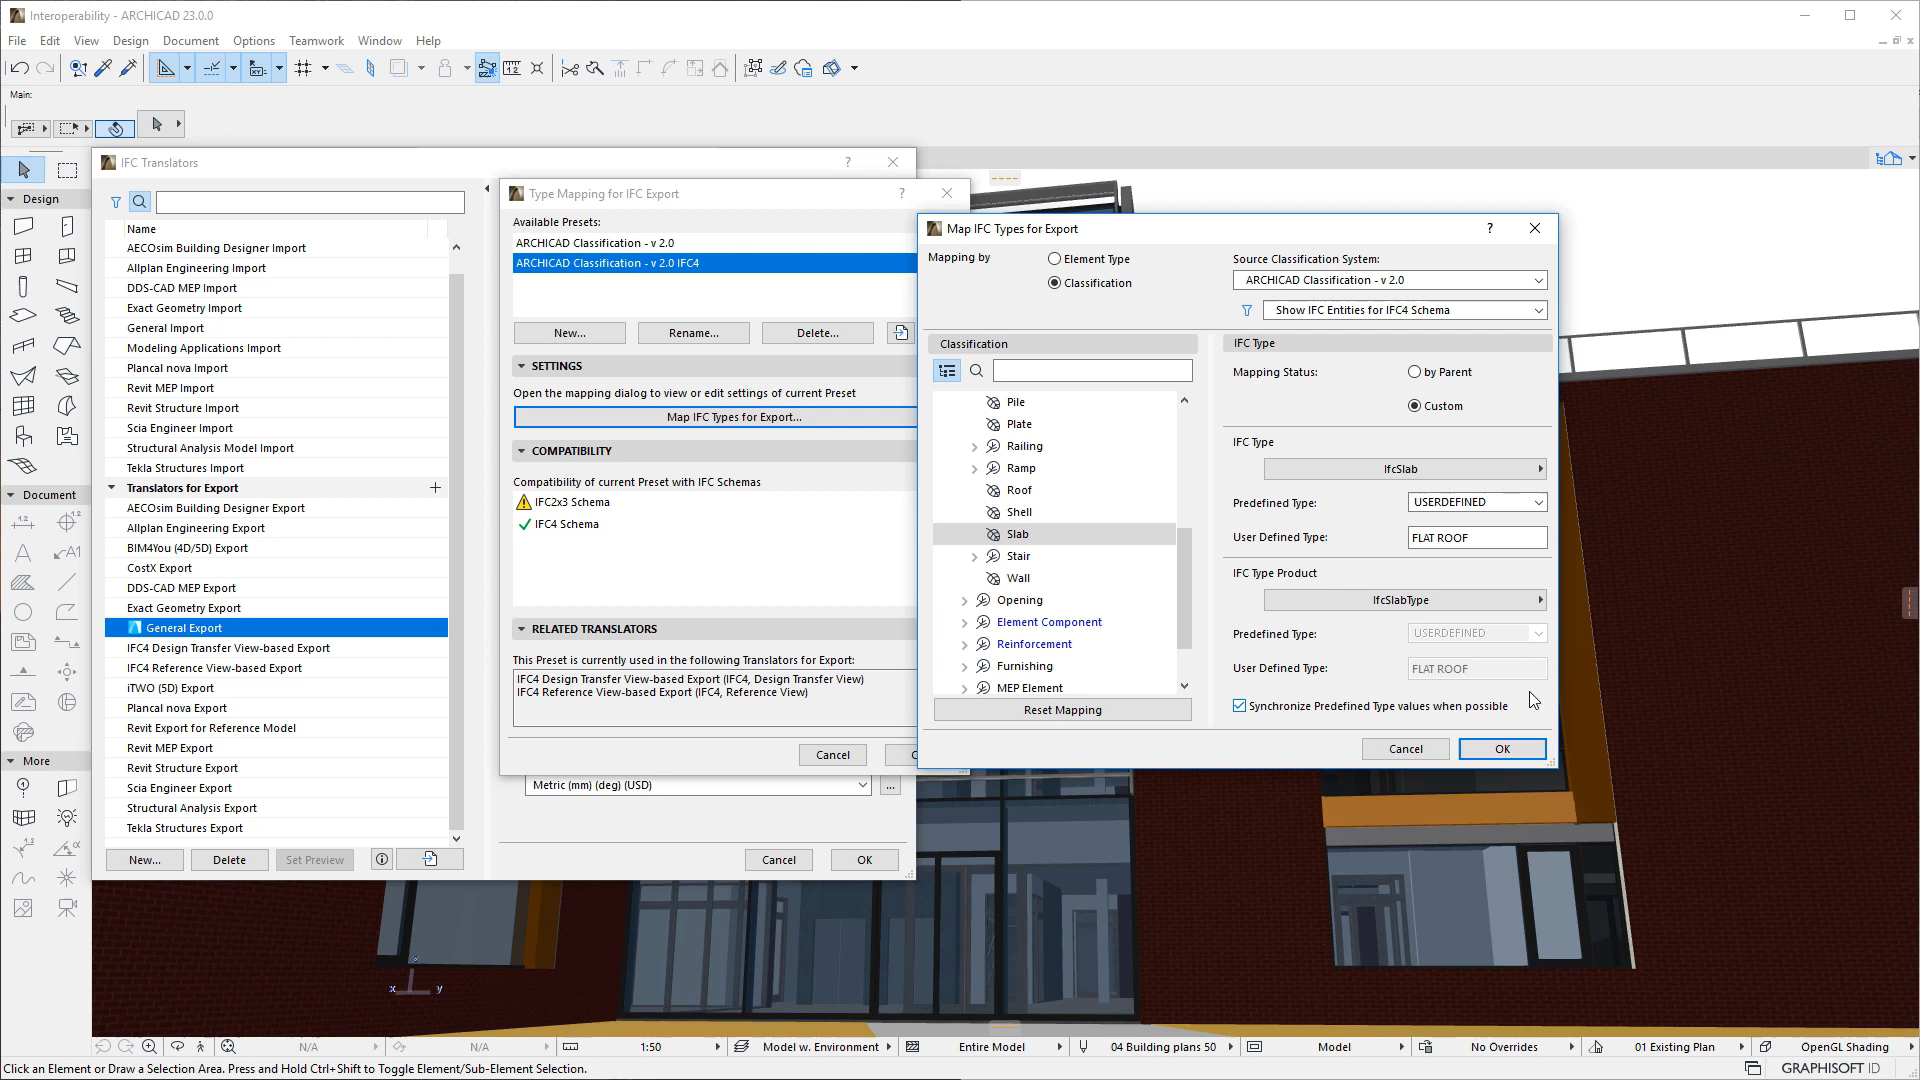 Interoperability - ARCHICAD 23.0.0
File Edit View Design Document Options Teamwork Window Help
Main:
Design
Document
More
IFC Translators
Name
AECOsim Building Designer Import
Allplan Engineering Import
DDS-CAD MEP Import
Exact Geometry Import
General Import
Modeling Applications Import
Plancal nova Import
Revit MEP Import
Revit Structure Import
Scia Engineer Import
Structural Analysis Model Import
Tekla Structures Import
Translators for Export
AECOsim Building Designer Export
Allplan Engineering Export
BIM4You (4D/5D) Export
CostX Export
DDS-CAD MEP Export
Exact Geometry Export
General Export
IFC4 Design Transfer View-based Export
IFC4 Reference View-based Export
iTWO (5D) Export
Plancal nova Export
Revit Export for Reference Model
Revit MEP Export
Revit Structure Export
Scia Engineer Export
Structural Analysis Export
Tekla Structures Export
New... Delete Set Preview
Metric (mm) (deg) (USD)
...
Cancel OK
Type Mapping for IFC Export
Available Presets:
ARCHICAD Classification - v 2.0
ARCHICAD Classification - v 2.0 IFC4
New... Rename... Delete...
SETTINGS
Open the mapping dialog to view or edit settings of current Preset
Map IFC Types for Export...
COMPATIBILITY
Compatibility of current Preset with IFC Schemas
IFC2x3 Schema
IFC4 Schema
RELATED TRANSLATORS
This Preset is currently used in the following Translators for Export:
IFC4 Design Transfer View-based Export (IFC4, Design Transfer View)
IFC4 Reference View-based Export (IFC4, Reference View)
Cancel
Map IFC Types for Export
Mapping by
Element Type
Classification
Source Classification System:
ARCHICAD Classification - v 2.0
Show IFC Entities for IFC4 Schema
Classification
Pile
Plate
Railing
Ramp
Roof
Shell
Slab
Stair
Wall
Opening
Element Component
Reinforcement
Furnishing
MEP Element
Reset Mapping
IFC Type
Mapping Status:
by Parent
Custom
IFC Type
IfcSlab
Predefined Type: USERDEFINED
User Defined Type: FLAT ROOF
IFC Type Product
IfcSlabType
Predefined Type: USERDEFINED
User Defined Type: FLAT ROOF
Synchronize Predefined Type values when possible
Cancel OK
x y
N/A N/A 1:50 Model w. Environment Entire Model 04 Building plans 50 Model No Overrides 01 Existing Plan OpenGL Shading
Click an Element or Draw a Selection Area. Press and Hold Ctrl+Shift to Toggle Element/Sub-Element Selection.
GRAPHISOFT ID